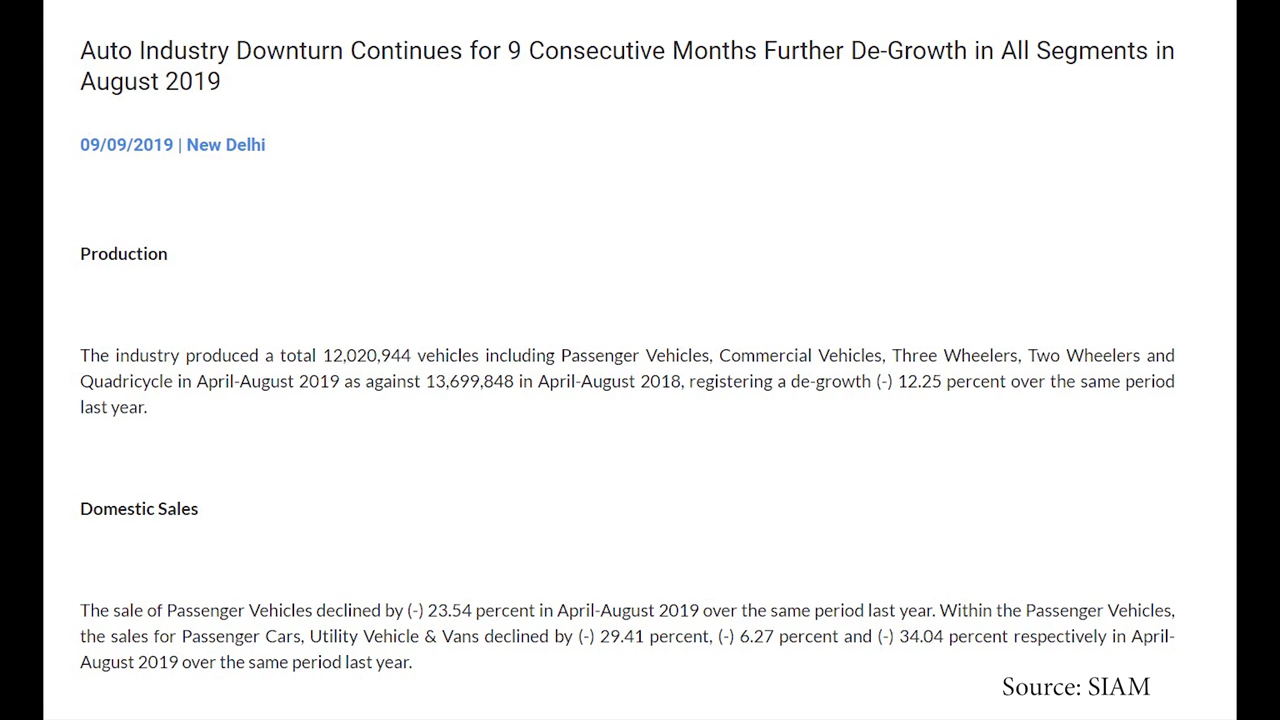 Auto Industry Downturn Continues for 9 Consecutive Months Further De-Growth in All Segments in
August 2019
09/09/2019 | New Delhi
Production
The industry produced a total 12,020,944 vehicles including Passenger Vehicles, Commercial Vehicles, Three Wheelers, Two Wheelers and
Quadricycle in April-August 2019 as against 13,699,848 in April-August 2018, registering a de-growth (-) 12.25 percent over the same period
last year.
Domestic Sales
The sale of Passenger Vehicles declined by (-) 23.54 percent in April-August 2019 over the same period last year. Within the Passenger Vehicles,
the sales for Passenger Cars, Utility Vehicle & Vans declined by (-) 29.41 percent, (-) 6.27 percent and (-) 34.04 percent respectively in April-
August 2019 over the same period last year.
Source: SIAM